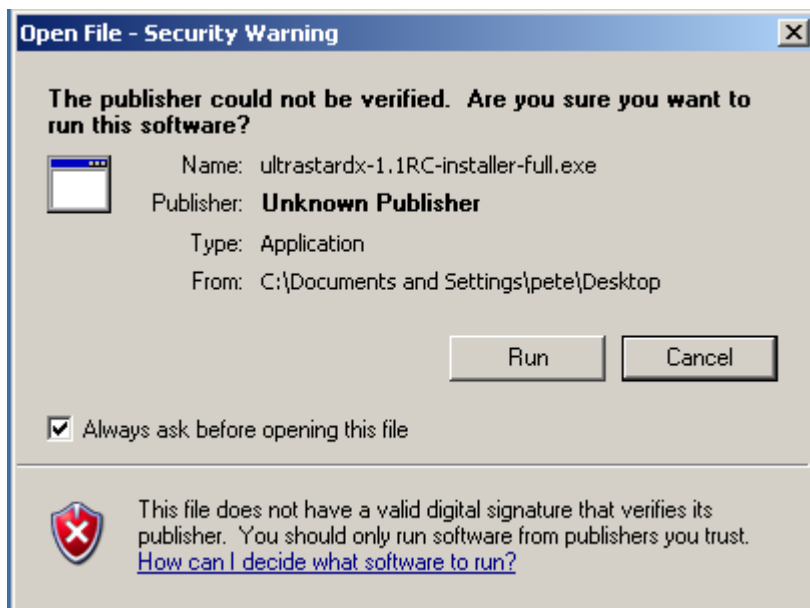 Open File - Security Warning
The publisher could not be verified.  Are you sure you want to
run this software?
Name: ultrastardx-1.1RC-installer-full.exe
Publisher: Unknown Publisher
Type: Application
From: C:\Documents and Settings\pete\Desktop
Run Cancel
Always ask before opening this file
This file does not have a valid digital signature that verifies its
publisher.  You should only run software from publishers you trust.
How can I decide what software to run?